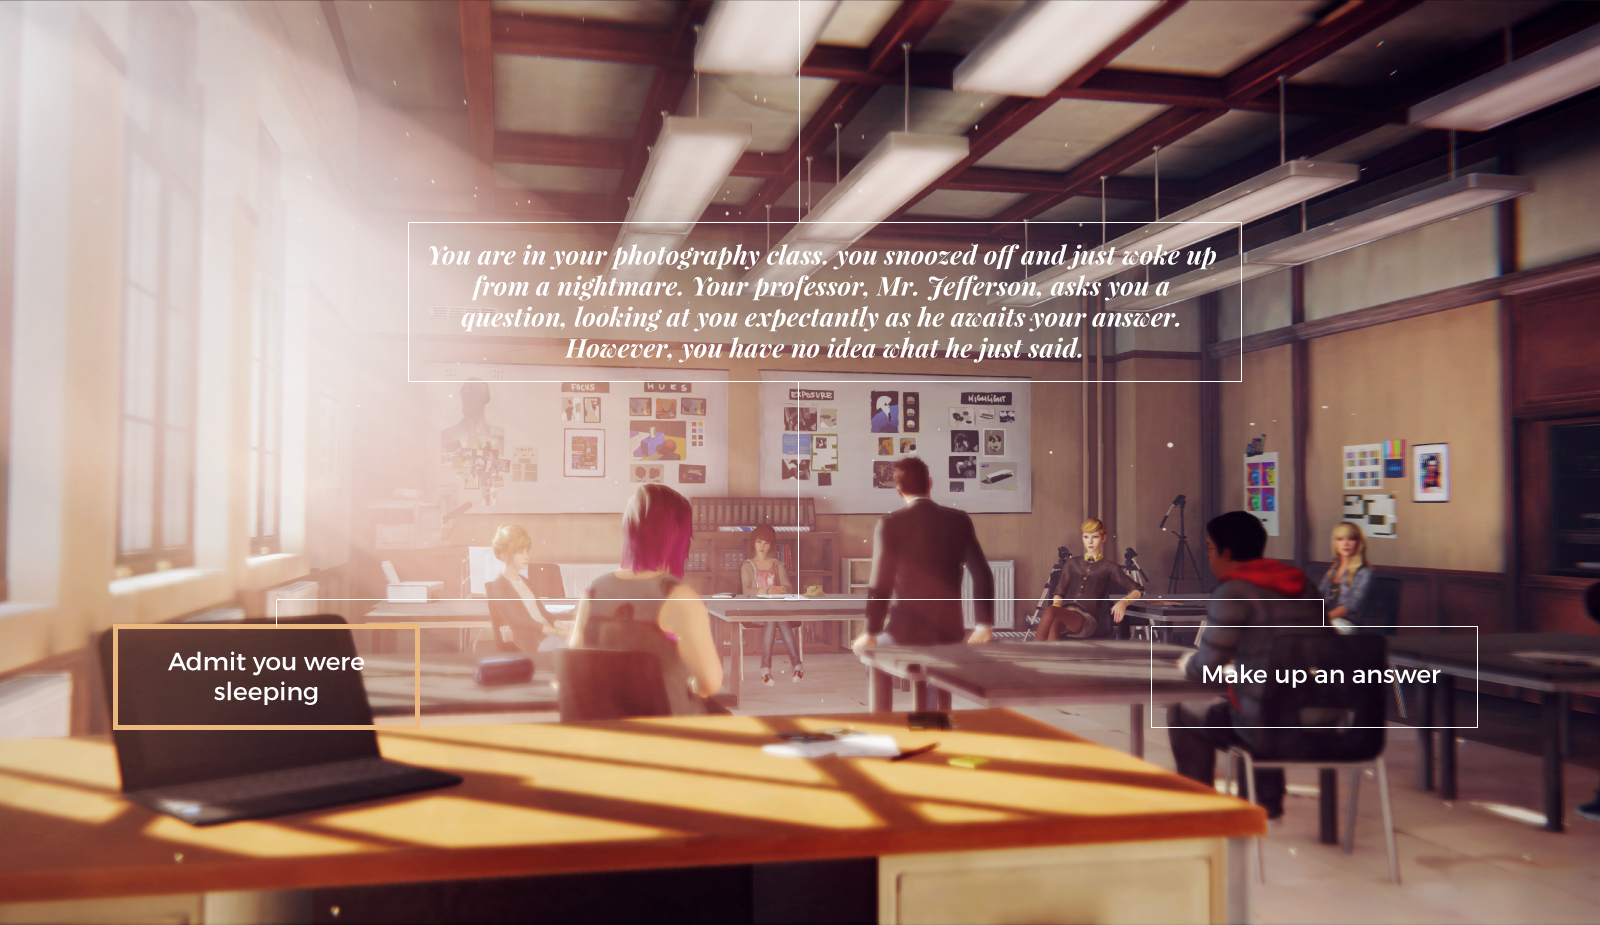 You are in your photography class. you snoozed off and just woke up
from a nightmare. Your professor, Mr. Jefferson, asks you a
question, looking at you expectantly as he awaits your answer.
However, you have no idea what he just said.
FOCUS
HUES
EXPOSURE
HIGHLIGHT
Admit you were
sleeping
Make up an answer